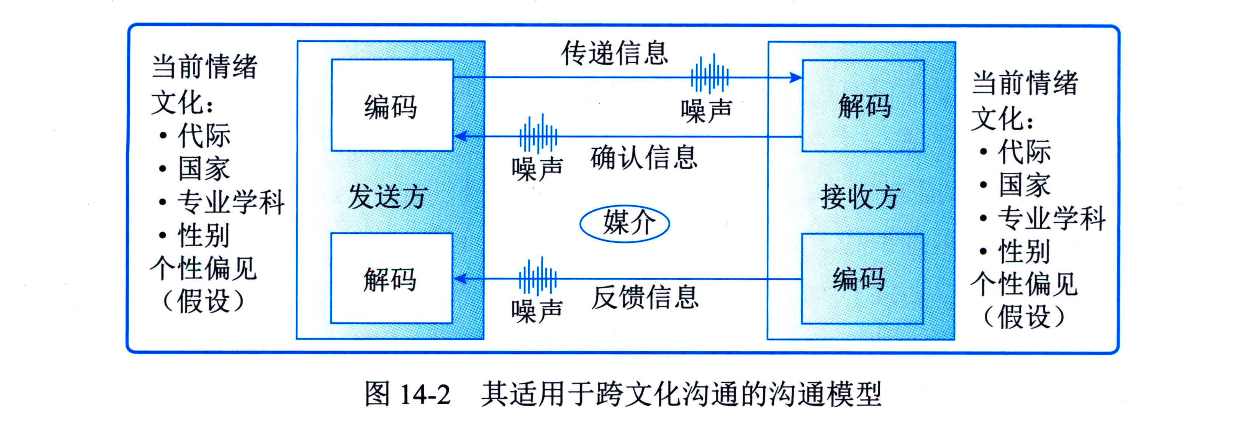 当前情绪
文化：
·代际
·国家
·专业学科
·性别
个性偏见
（假设）
编码
发送方
解码
传递信息
噪声
噪声
确认信息
媒介
噪声
反馈信息
解码
接收方
编码
当前情绪
文化：
·代际
·国家
·专业学科
·性别
个性偏见
（假设）
图 14-2 其适用于跨文化沟通的沟通模型